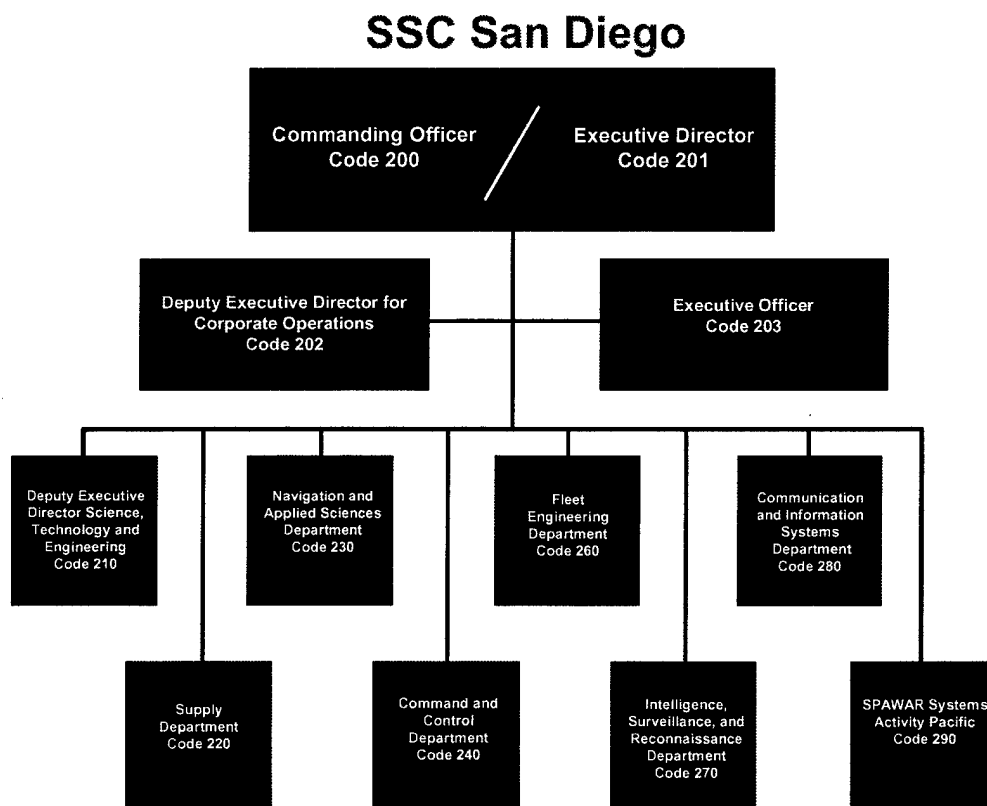 SSC San Diego
Commanding Officer
Code 200
Executive Director
Code 201
Deputy Executive Director for
Corporate Operations
Code 202
Executive Officer
Code 203
Deputy Executive
Director Science,
Technology and
Engineering
Code 210
Navigation and
Applied Sciences
Department
Code 230
Fleet
Engineering
Department
Code 260
Communication
and Information
Systems
Department
Code 280
Supply
Department
Code 220
Command and
Control
Department
Code 240
Intelligence,
Surveillance, and
Reconnaissance
Department
Code 270
SPAWAR Systems
Activity Pacific
Code 290